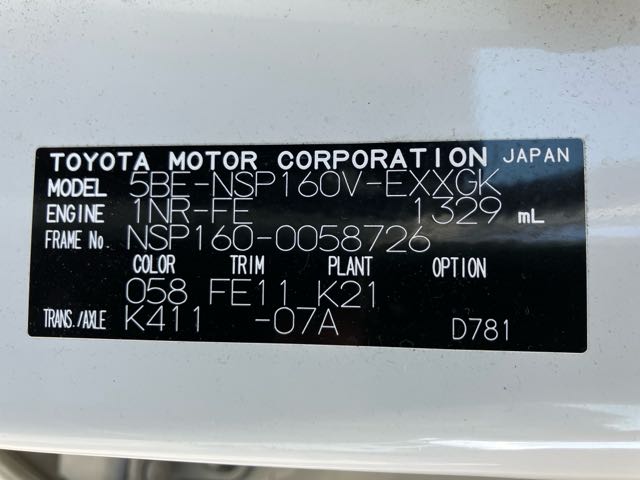 TOYOTA MOTOR CORPORATION JAPAN
MODEL 5BE-NSP160V-EXXGK
ENGINE 1NR-FE 1329 mL
FRAME No. NSP160-0058726
COLOR TRIM PLANT OPTION
058 FE11 K21
TRANS./AXLE K411 -07A D781